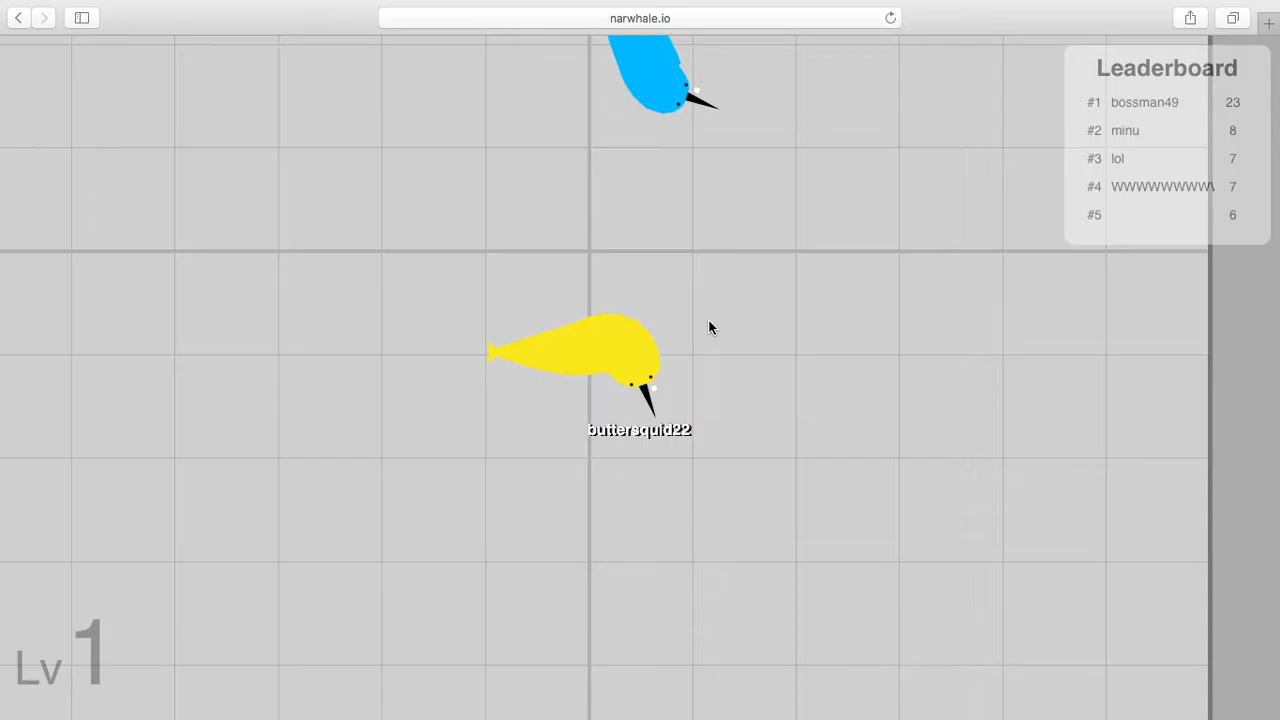 narwhale.io
Leaderboard
#1 bossman49 23
#2 minu 8
#3 lol 7
#4 WWWWWWWW 7
#5 6
buttersquid22
Lv 1